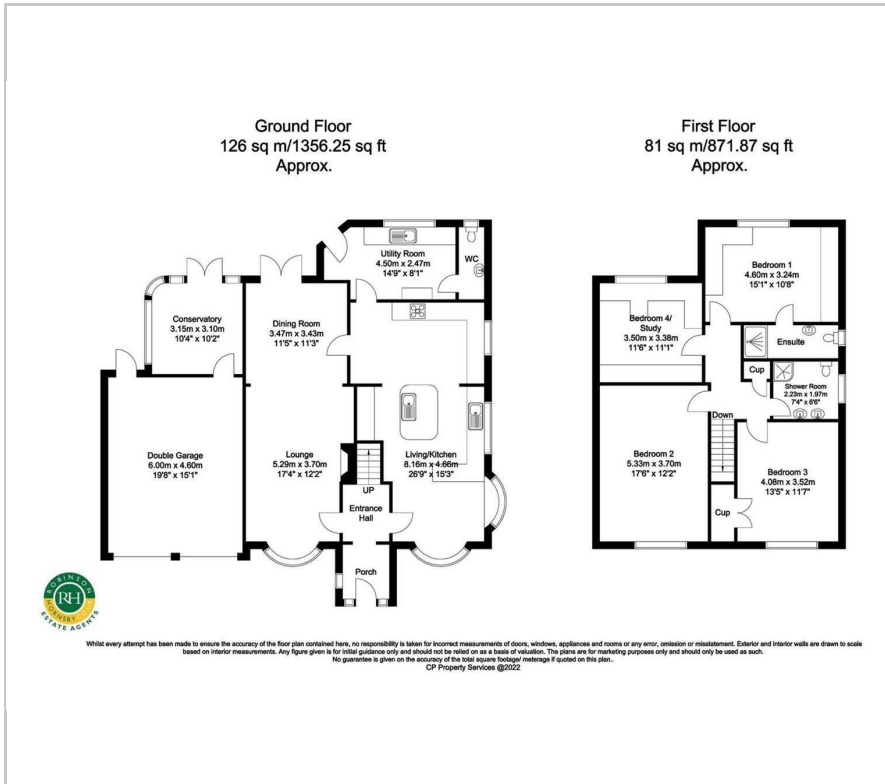 Ground Floor
126 sq m/1356.25 sq ft
Approx.
First Floor
81 sq m/871.87 sq ft
Approx.
Utility Room
4.50m x 2.47m
14'9" x 8'1"
WC
Conservatory
3.15m x 3.10m
10'4" x 10'2"
Dining Room
3.47m x 3.43m
11'5" x 11'3"
Double Garage
6.00m x 4.60m
19'8" x 15'1"
Lounge
5.29m x 3.70m
17'4" x 12'2"
Living/Kitchen
8.16m x 4.66m
26'9" x 15'3"
UP
Entrance
Hall
Porch
Bedroom 1
4.60m x 3.24m
15'1" x 10'8"
Bedroom 4/
Study
3.50m x 3.38m
11'6" x 11'1"
Ensuite
Cup
Shower Room
2.23m x 1.97m
7'4" x 6'6"
Down
Bedroom 2
5.33m x 3.70m
17'6" x 12'2"
Bedroom 3
4.08m x 3.52m
13'5" x 11'7"
Cup
ROBINSON
RH
HORNSBY
ESTATE AGENTS
Whilst every attempt has been made to ensure the accuracy of the floor plan contained here, no responsibility is taken for incorrect measurements of doors, windows, appliances and rooms or any error, omission or misstatement. Exterior and interior walls are drawn to scale
based on interior measurements. Any figure given is for initial guidance only and should not be relied on as a basis of valuation. The plans are for marketing purposes only and should only be used as such.
No guarantee is given on the accuracy of the total square footage/ meterage if quoted on this plan..
CP Property Services @2022